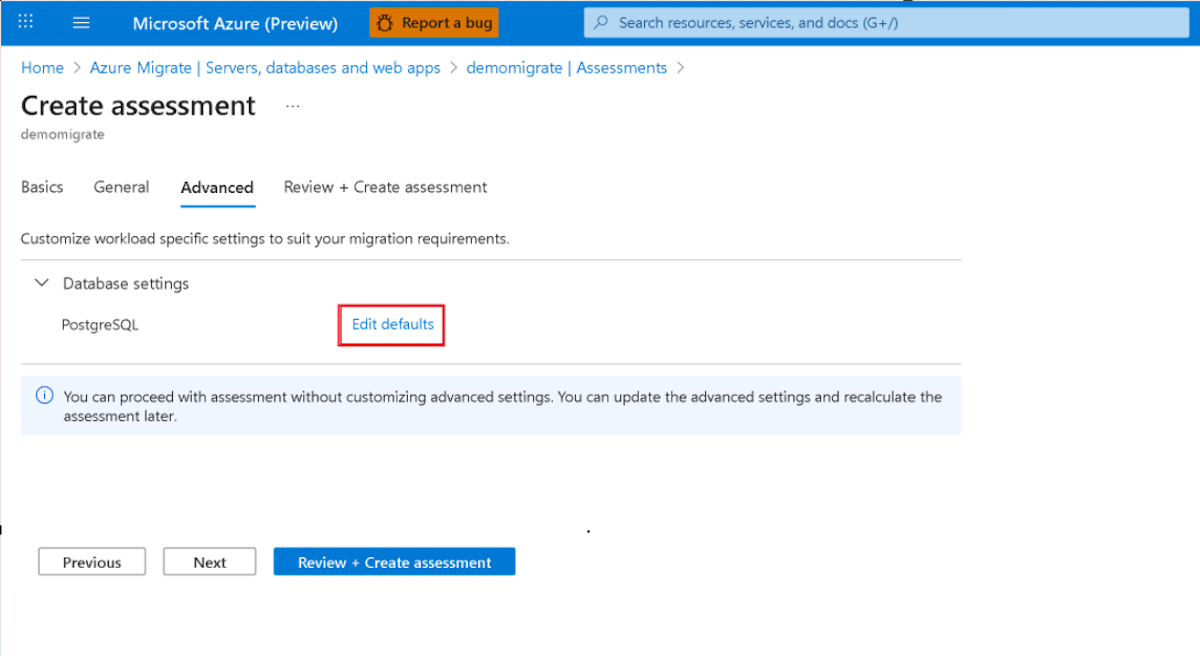 Microsoft Azure (Preview) Report a bug Search resources, services, and docs (G+/)
Home > Azure Migrate | Servers, databases and web apps > demomigrate | Assessments >
Create assessment ...
demomigrate
Basics General Advanced Review + Create assessment
Customize workload specific settings to suit your migration requirements.
Database settings
PostgreSQL Edit defaults
You can proceed with assessment without customizing advanced settings. You can update the advanced settings and recalculate the
assessment later.
Previous Next Review + Create assessment